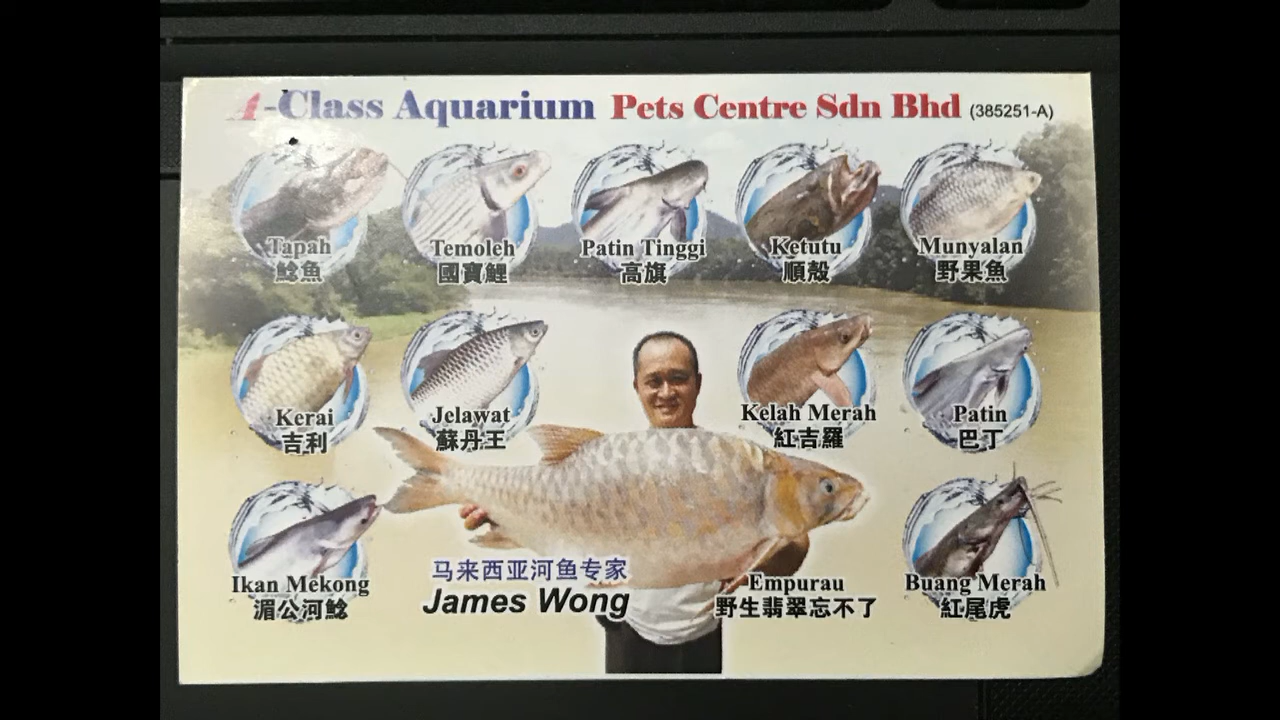 A-Class Aquarium Pets Centre Sdn Bhd (385251-A)
Tapah
鯰魚
Temoleh
國寶鯉
Patin Tinggi
高旗
Ketutu
順殼
Munyalan
野果魚
Kerai
吉利
Jelawat
蘇丹王
Kelah Merah
紅吉羅
Patin
巴丁
Ikan Mekong
湄公河鯰
马来西亚河鱼专家
James Wong
Empurau
野生翡翠忘不了
Buang Merah
紅尾虎